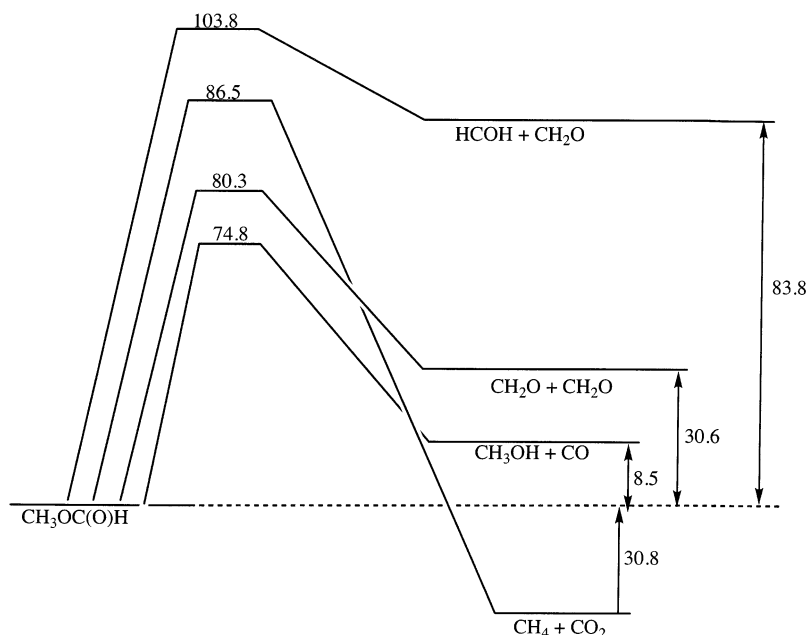 103.8
86.5
HCOH + CH₂O
80.3
74.8
83.8
CH₂O + CH₂O
30.6
CH₃OH + CO
8.5
CH₃OC(O)H
30.8
CH₄ + CO₂